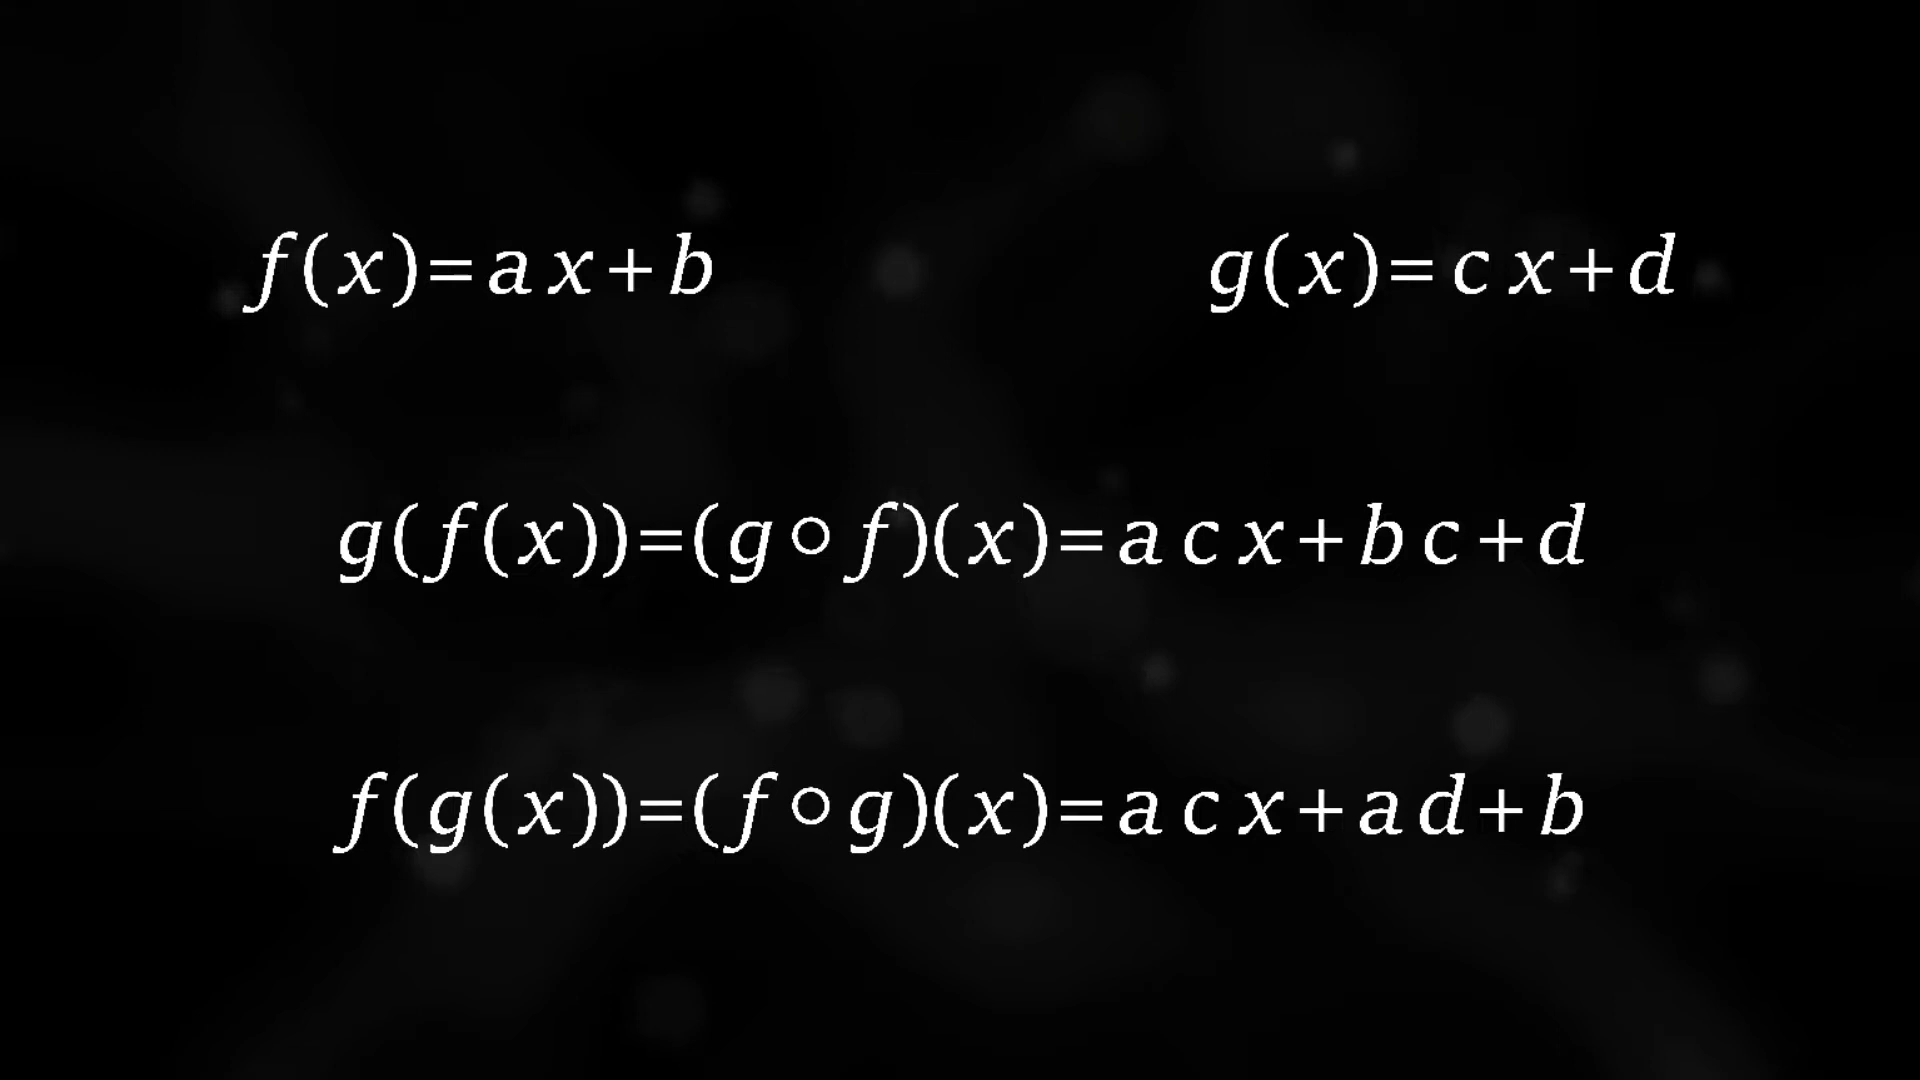 f(x)=ax+b g(x)=cx+d
g(f(x))=(g∘f)(x)=acx+bc+d
f(g(x))=(f∘g)(x)=acx+ad+b